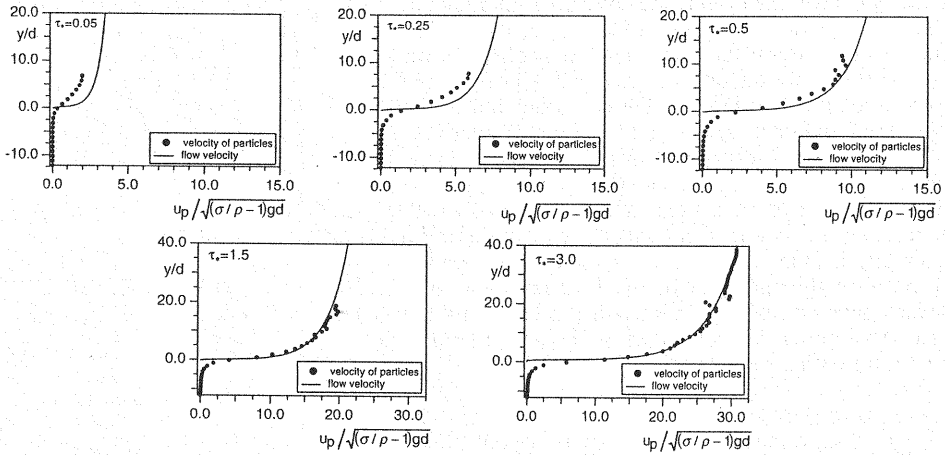 τ*=0.05
y/d
20.0
10.0
0.0
-10.0
velocity of particles
flow velocity
0.0 5.0 10.0 15.0
up/√(σ/ρ-1)gd
τ*=0.25
y/d
20.0
10.0
0.0
-10.0
velocity of particles
flow velocity
0.0 5.0 10.0 15.0
up/√(σ/ρ-1)gd
τ*=0.5
y/d
20.0
10.0
0.0
-10.0
velocity of particles
flow velocity
0.0 5.0 10.0 15.0
up/√(σ/ρ-1)gd
τ*=1.5
40.0
y/d
20.0
0.0
velocity of particles
flow velocity
0.0 10.0 20.0 30.0
up/√(σ/ρ-1)gd
τ*=3.0
40.0
y/d
20.0
0.0
velocity of particles
flow velocity
0.0 10.0 20.0 30.0
up/√(σ/ρ-1)gd